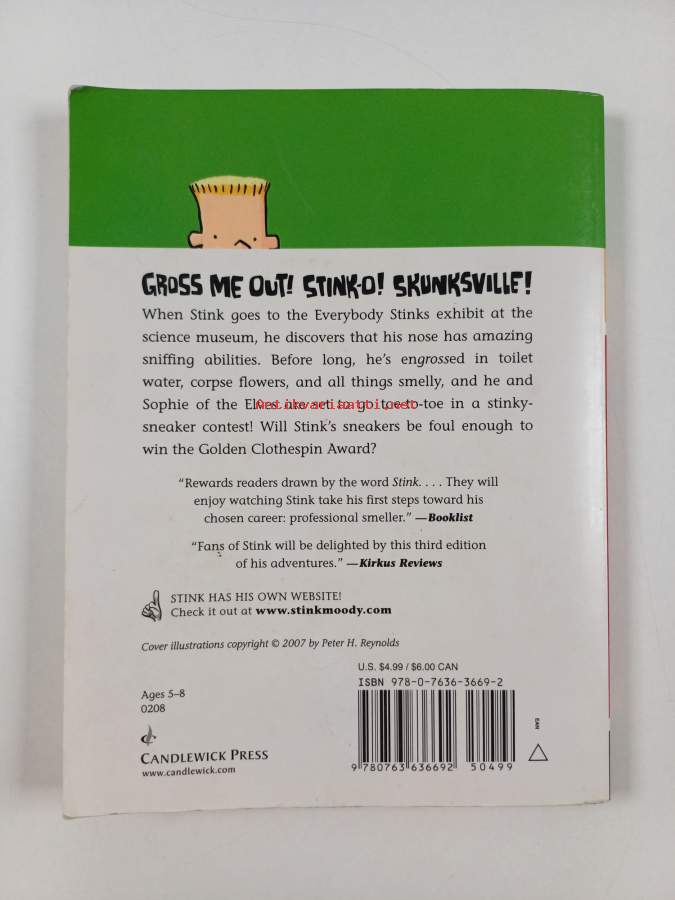 GROSS ME OUT! STINK-O! SKUNKSVILLE!
When Stink goes to the Everybody Stinks exhibit at the
science museum, he discovers that his nose has amazing
sniffing abilities. Before long, he's engrossed in toilet
water, corpse flowers, and all things smelly, and he and
Sophie of the Elves are set to go toe-to-toe in a stinky-
Antikvariaatti.net
sneaker contest! Will Stink's sneakers be foul enough to
win the Golden Clothespin Award?
“Rewards readers drawn by the word Stink. . . . They will
enjoy watching Stink take his first steps toward his
chosen career: professional smeller.” —Booklist
“Fans of Stink will be delighted by this third edition
of his adventures.” —Kirkus Reviews
STINK HAS HIS OWN WEBSITE!
Check it out at www.stinkmoody.com
Cover illustrations copyright © 2007 by Peter H. Reynolds
U.S. $4.99 / $6.00 CAN
ISBN 978-0-7636-3669-2
Ages 5–8
0208
EAN
CANDLEWICK PRESS
www.candlewick.com
9 780763 636692 50499